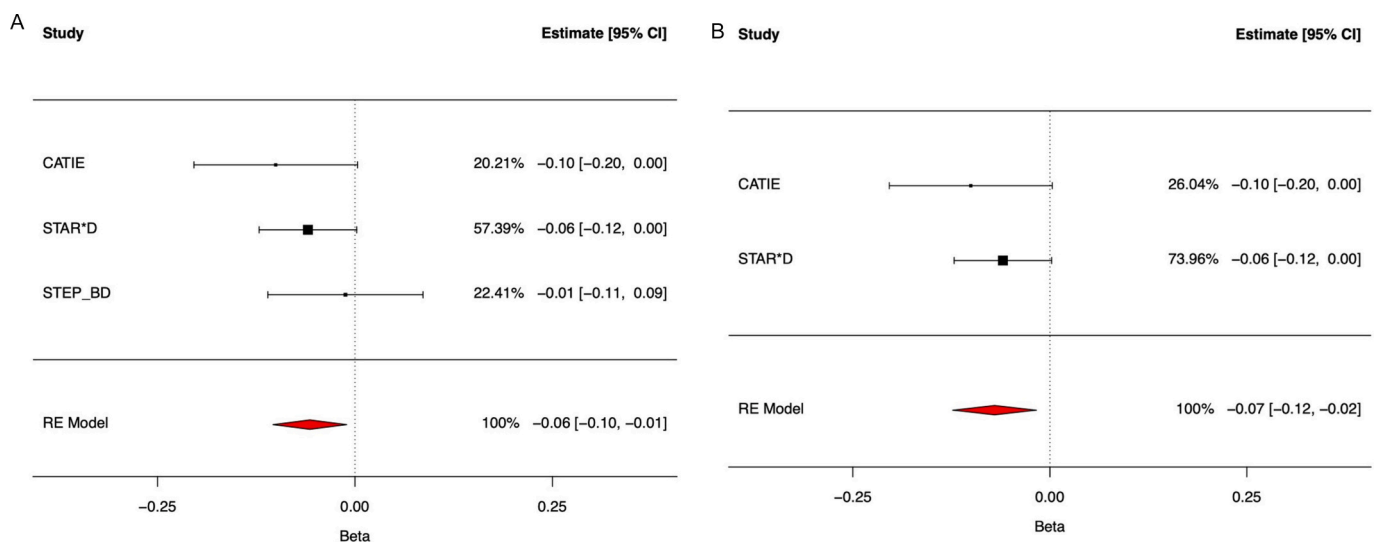 A
Study Estimate [95% CI]
CATIE 20.21% −0.10 [−0.20, 0.00]
STAR*D 57.39% −0.06 [−0.12, 0.00]
STEP_BD 22.41% −0.01 [−0.11, 0.09]
RE Model 100% −0.06 [−0.10, −0.01]
−0.25 0.00 0.25
Beta
B
Study Estimate [95% CI]
CATIE 26.04% −0.10 [−0.20, 0.00]
STAR*D 73.96% −0.06 [−0.12, 0.00]
RE Model 100% −0.07 [−0.12, −0.02]
−0.25 0.00 0.25
Beta